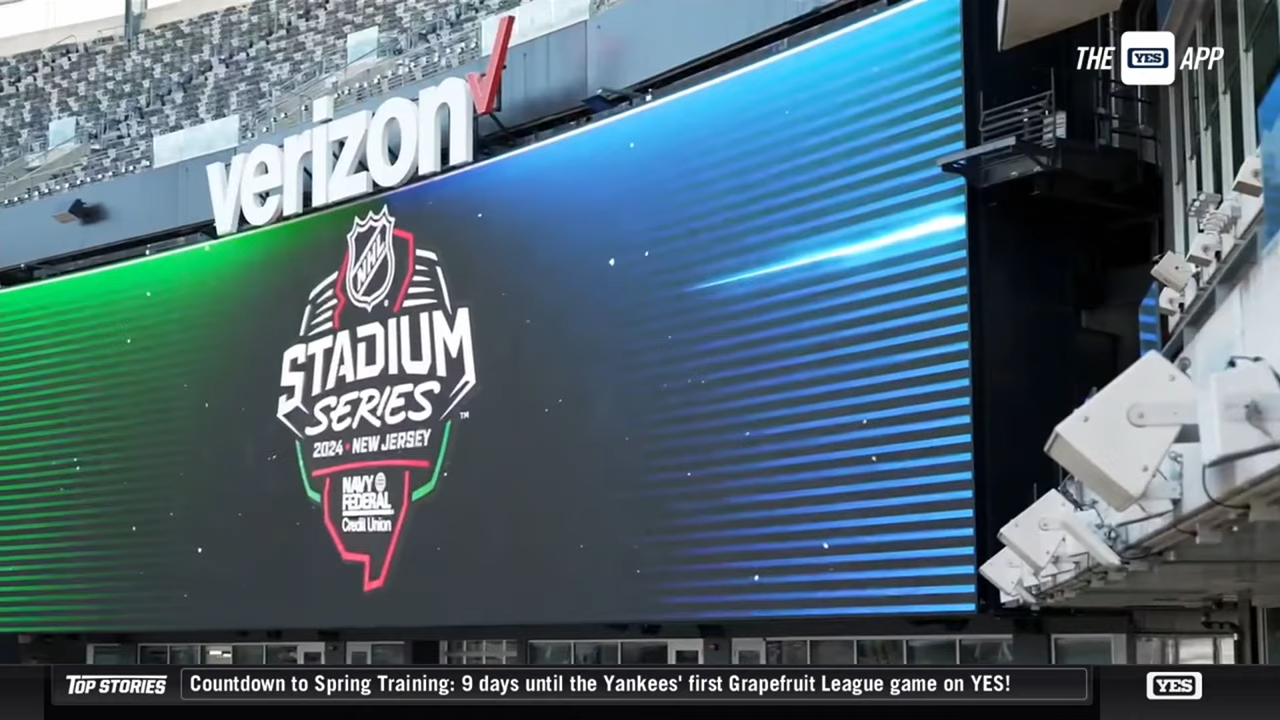 THE YES APP
verizon
NHL
STADIUM
SERIES
™
2024 • NEW JERSEY
NAVY
FEDERAL
Credit Union
TOP STORIES
Countdown to Spring Training: 9 days until the Yankees' first Grapefruit League game on YES!
YES